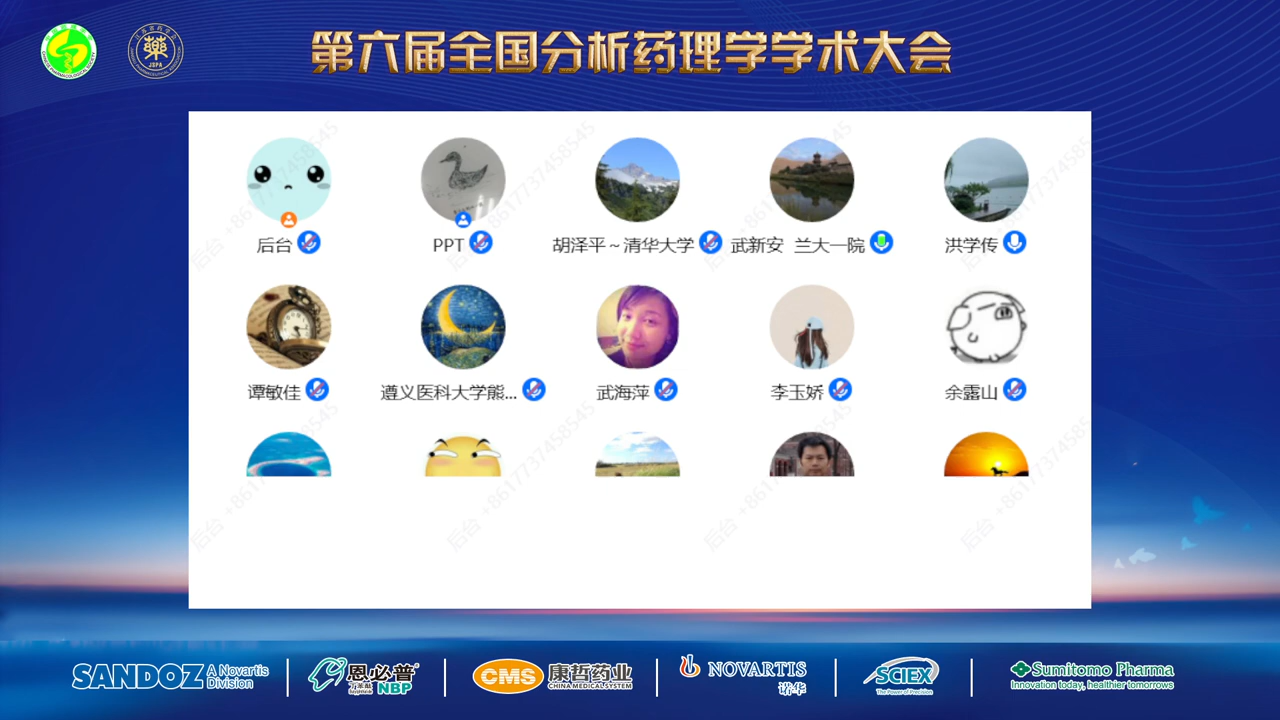 第六届全国分析药理学学术大会
JSPA
后台
PPT
胡泽平~清华大学
武新安 兰大一院
洪学传
谭敏佳
遵义医科大学熊...
武海萍
李玉娇
余露山
后台 +8617737458545
SANDOZ A Novartis Division
恩必普 NBP
CMS 康哲药业 CHINA MEDICAL SYSTEM
NOVARTIS 诺华
SCIEX The Power of Precision
Sumitomo Pharma
Innovation today, healthier tomorrows